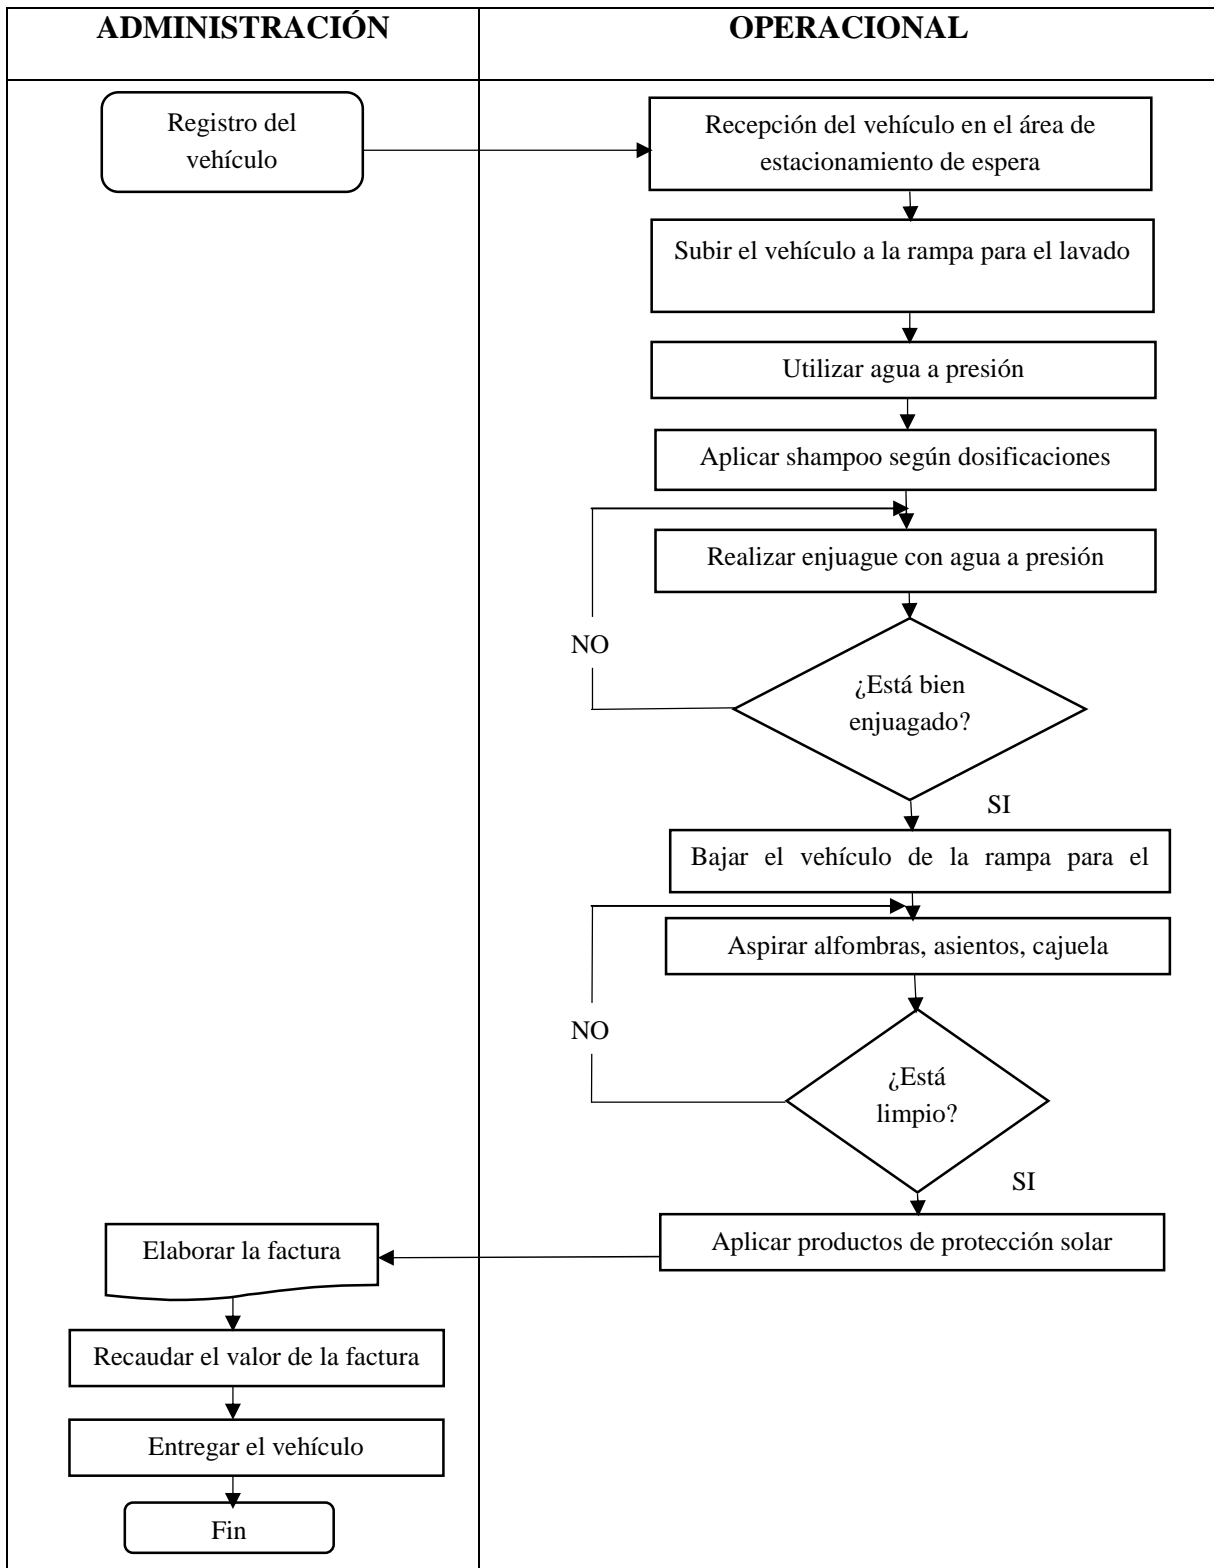 ADMINISTRACIÓN
OPERACIONAL
Registro del
vehículo
Recepción del vehículo en el área de
estacionamiento de espera
Subir el vehículo a la rampa para el lavado
Utilizar agua a presión
Aplicar shampoo según dosificaciones
Realizar enjuague con agua a presión
NO
¿Está bien
enjuagado?
SI
Bajar el vehículo de la rampa para el
Aspirar alfombras, asientos, cajuela
NO
¿Está
limpio?
SI
Aplicar productos de protección solar
Elaborar la factura
Recaudar el valor de la factura
Entregar el vehículo
Fin